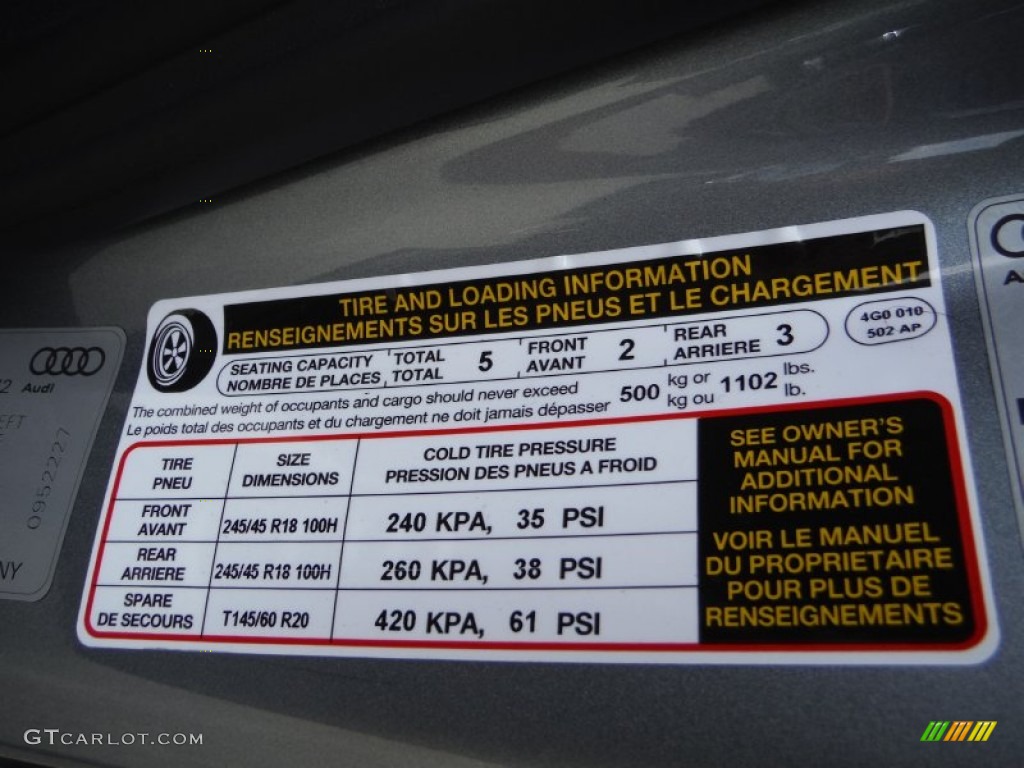 TIRE AND LOADING INFORMATION
RENSEIGNEMENTS SUR LES PNEUS ET LE CHARGEMENT
SEATING CAPACITY TOTAL 5 FRONT 2 REAR 3
NOMBRE DE PLACES TOTAL AVANT ARRIERE
4G0 010
502 AP
The combined weight of occupants and cargo should never exceed 500 kg or 1102 lbs.
Le poids total des occupants et du chargement ne doit jamais dépasser kg ou lb.
TIRE SIZE COLD TIRE PRESSURE
PNEU DIMENSIONS PRESSION DES PNEUS A FROID
FRONT
AVANT 245/45 R18 100H 240 KPA, 35 PSI
REAR
ARRIERE 245/45 R18 100H 260 KPA, 38 PSI
SPARE
DE SECOURS T145/60 R20 420 KPA, 61 PSI
SEE OWNER'S
MANUAL FOR
ADDITIONAL
INFORMATION
VOIR LE MANUEL
DU PROPRIETAIRE
POUR PLUS DE
RENSEIGNEMENTS
Audi
0952227
GTCARLOT.COM